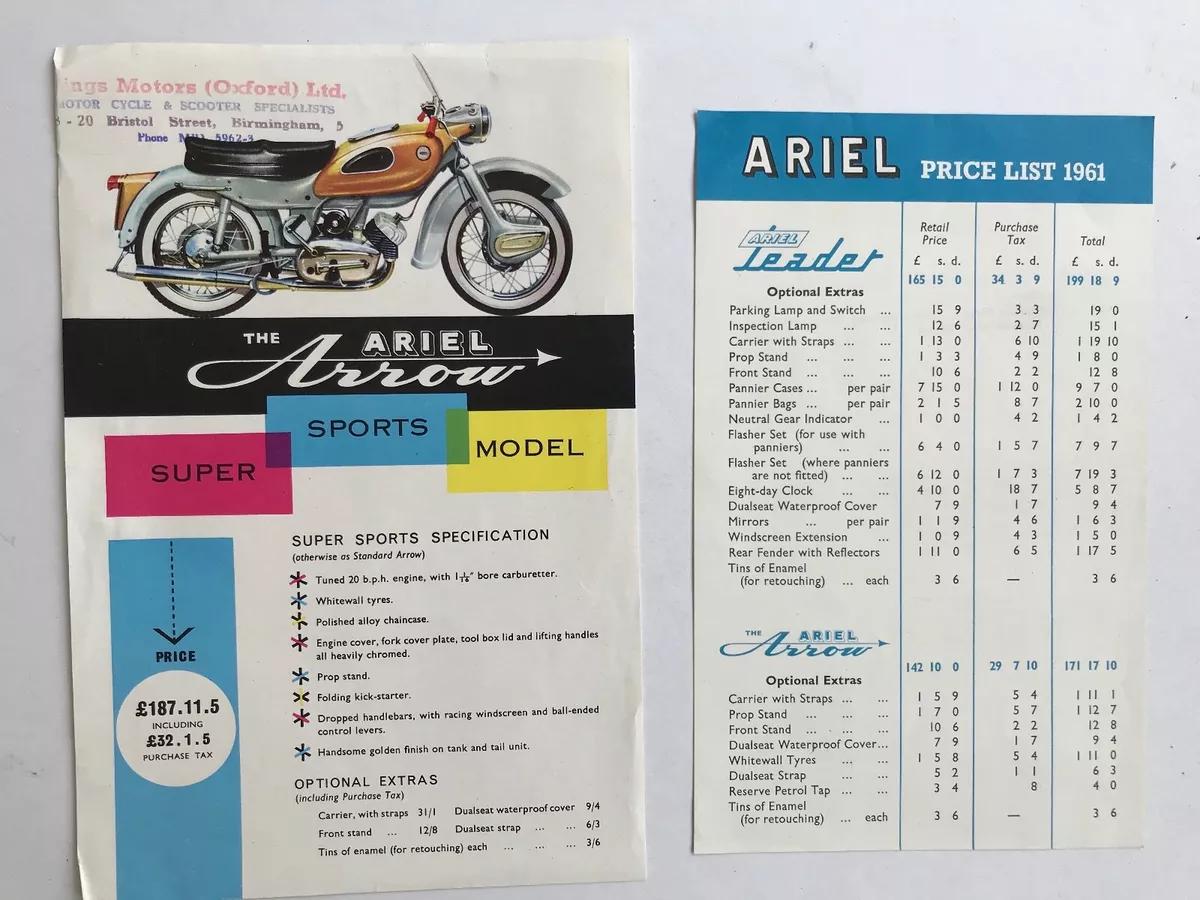 ings Motors (Oxford) Ltd.
MOTOR CYCLE & SCOOTER SPECIALISTS
- 20 Bristol Street, Birmingham, 5
Phone 5962-3
THE ARIEL
Arrow
SUPER
SPORTS
MODEL
PRICE
£187.11.5
INCLUDING
£32.1.5
PURCHASE TAX
SUPER SPORTS SPECIFICATION
(otherwise as Standard Arrow)
Tuned 20 b.p.h. engine, with 1 1/16" bore carburetter.
Whitewall tyres.
Polished alloy chaincase.
Engine cover, fork cover plate, tool box lid and lifting handles
all heavily chromed.
Prop stand.
Folding kick-starter.
Dropped handlebars, with racing windscreen and ball-ended
control levers.
Handsome golden finish on tank and tail unit.
OPTIONAL EXTRAS
(including Purchase Tax)
Carrier, with straps 31/1 Dualseat waterproof cover 9/4
Front stand ... 12/8 Dualseat strap ... ... 6/3
Tins of enamel (for retouching) each ... ... ... 3/6
ARIEL PRICE LIST 1961
ARIEL
Leader
Retail Price Purchase Tax Total
£ s. d. £ s. d. £ s. d.
165 15 0 34 3 9 199 18 9
Optional Extras
Parking Lamp and Switch ... 15 9 3 3 19 0
Inspection Lamp ... ... 12 6 2 7 15 1
Carrier with Straps ... ... 1 13 0 6 10 1 19 10
Prop Stand ... ... ... 1 3 3 4 9 1 8 0
Front Stand ... ... ... 10 6 2 2 12 8
Pannier Cases ... per pair 7 15 0 1 12 0 9 7 0
Pannier Bags ... per pair 2 1 5 8 7 2 10 0
Neutral Gear Indicator ... 1 0 0 4 2 1 4 2
Flasher Set (for use with
panniers) ... ... 6 4 0 1 5 7 7 9 7
Flasher Set (where panniers
are not fitted) ... ... 6 12 0 1 7 3 7 19 3
Eight-day Clock ... ... 4 10 0 18 7 5 8 7
Dualseat Waterproof Cover 7 9 1 7 9 4
Mirrors ... per pair 1 1 9 4 6 1 6 3
Windscreen Extension ... 1 0 9 4 3 1 5 0
Rear Fender with Reflectors 1 11 0 6 5 1 17 5
Tins of Enamel
(for retouching) ... each 3 6 — 3 6
THE ARIEL
Arrow
142 10 0 29 7 10 171 17 10
Optional Extras
Carrier with Straps ... ... 1 5 9 5 4 1 11 1
Prop Stand ... ... ... 1 7 0 5 7 1 12 7
Front Stand ... ... ... 10 6 2 2 12 8
Dualseat Waterproof Cover... 7 9 1 7 9 4
Whitewall Tyres ... ... 1 5 8 5 4 1 11 0
Dualseat Strap ... ... 5 2 1 1 6 3
Reserve Petrol Tap ... ... 3 4 8 4 0
Tins of Enamel
(for retouching) ... each 3 6 — 3 6